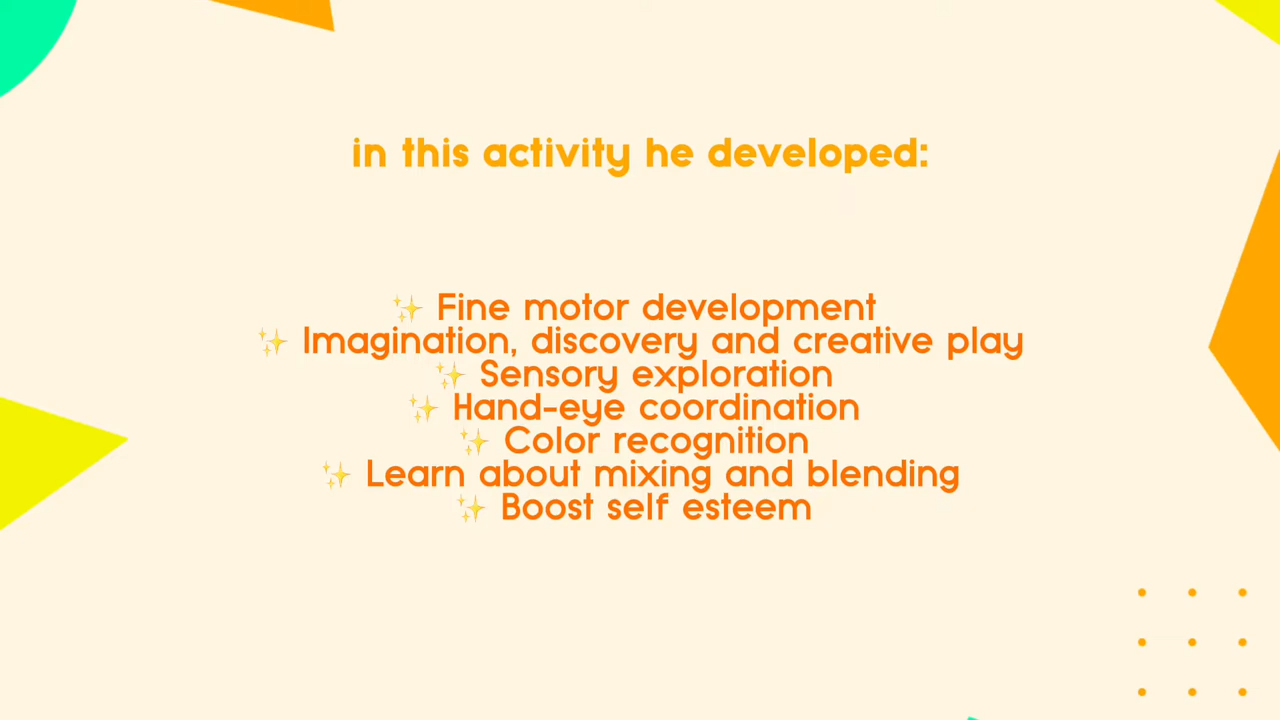 in this activity he developed:
✨ Fine motor development
✨ Imagination, discovery and creative play
✨ Sensory exploration
✨ Hand-eye coordination
✨ Color recognition
✨ Learn about mixing and blending
✨ Boost self esteem